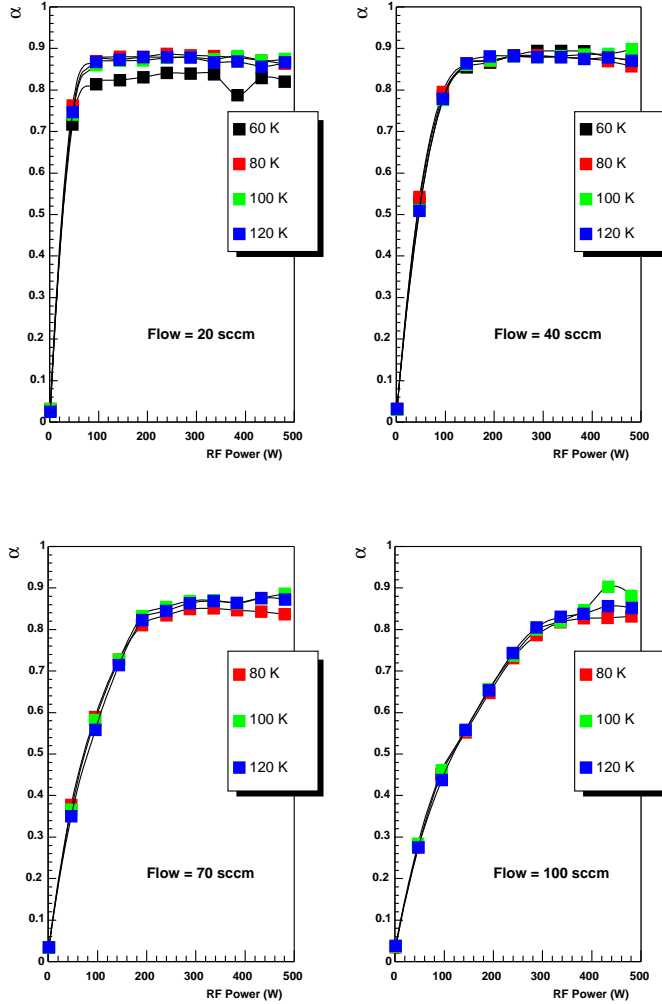 α
1
0.9
0.8
0.7
0.6
0.5
0.4
0.3
0.2
0.1
0
0 100 200 300 400 500
RF Power (W)
60 K
80 K
100 K
120 K
Flow = 20 sccm
α
1
0.9
0.8
0.7
0.6
0.5
0.4
0.3
0.2
0.1
0
0 100 200 300 400 500
RF Power (W)
60 K
80 K
100 K
120 K
Flow = 40 sccm
α
1
0.9
0.8
0.7
0.6
0.5
0.4
0.3
0.2
0.1
0
0 100 200 300 400 500
RF Power (W)
80 K
100 K
120 K
Flow = 70 sccm
α
1
0.9
0.8
0.7
0.6
0.5
0.4
0.3
0.2
0.1
0
0 100 200 300 400 500
RF Power (W)
80 K
100 K
120 K
Flow = 100 sccm